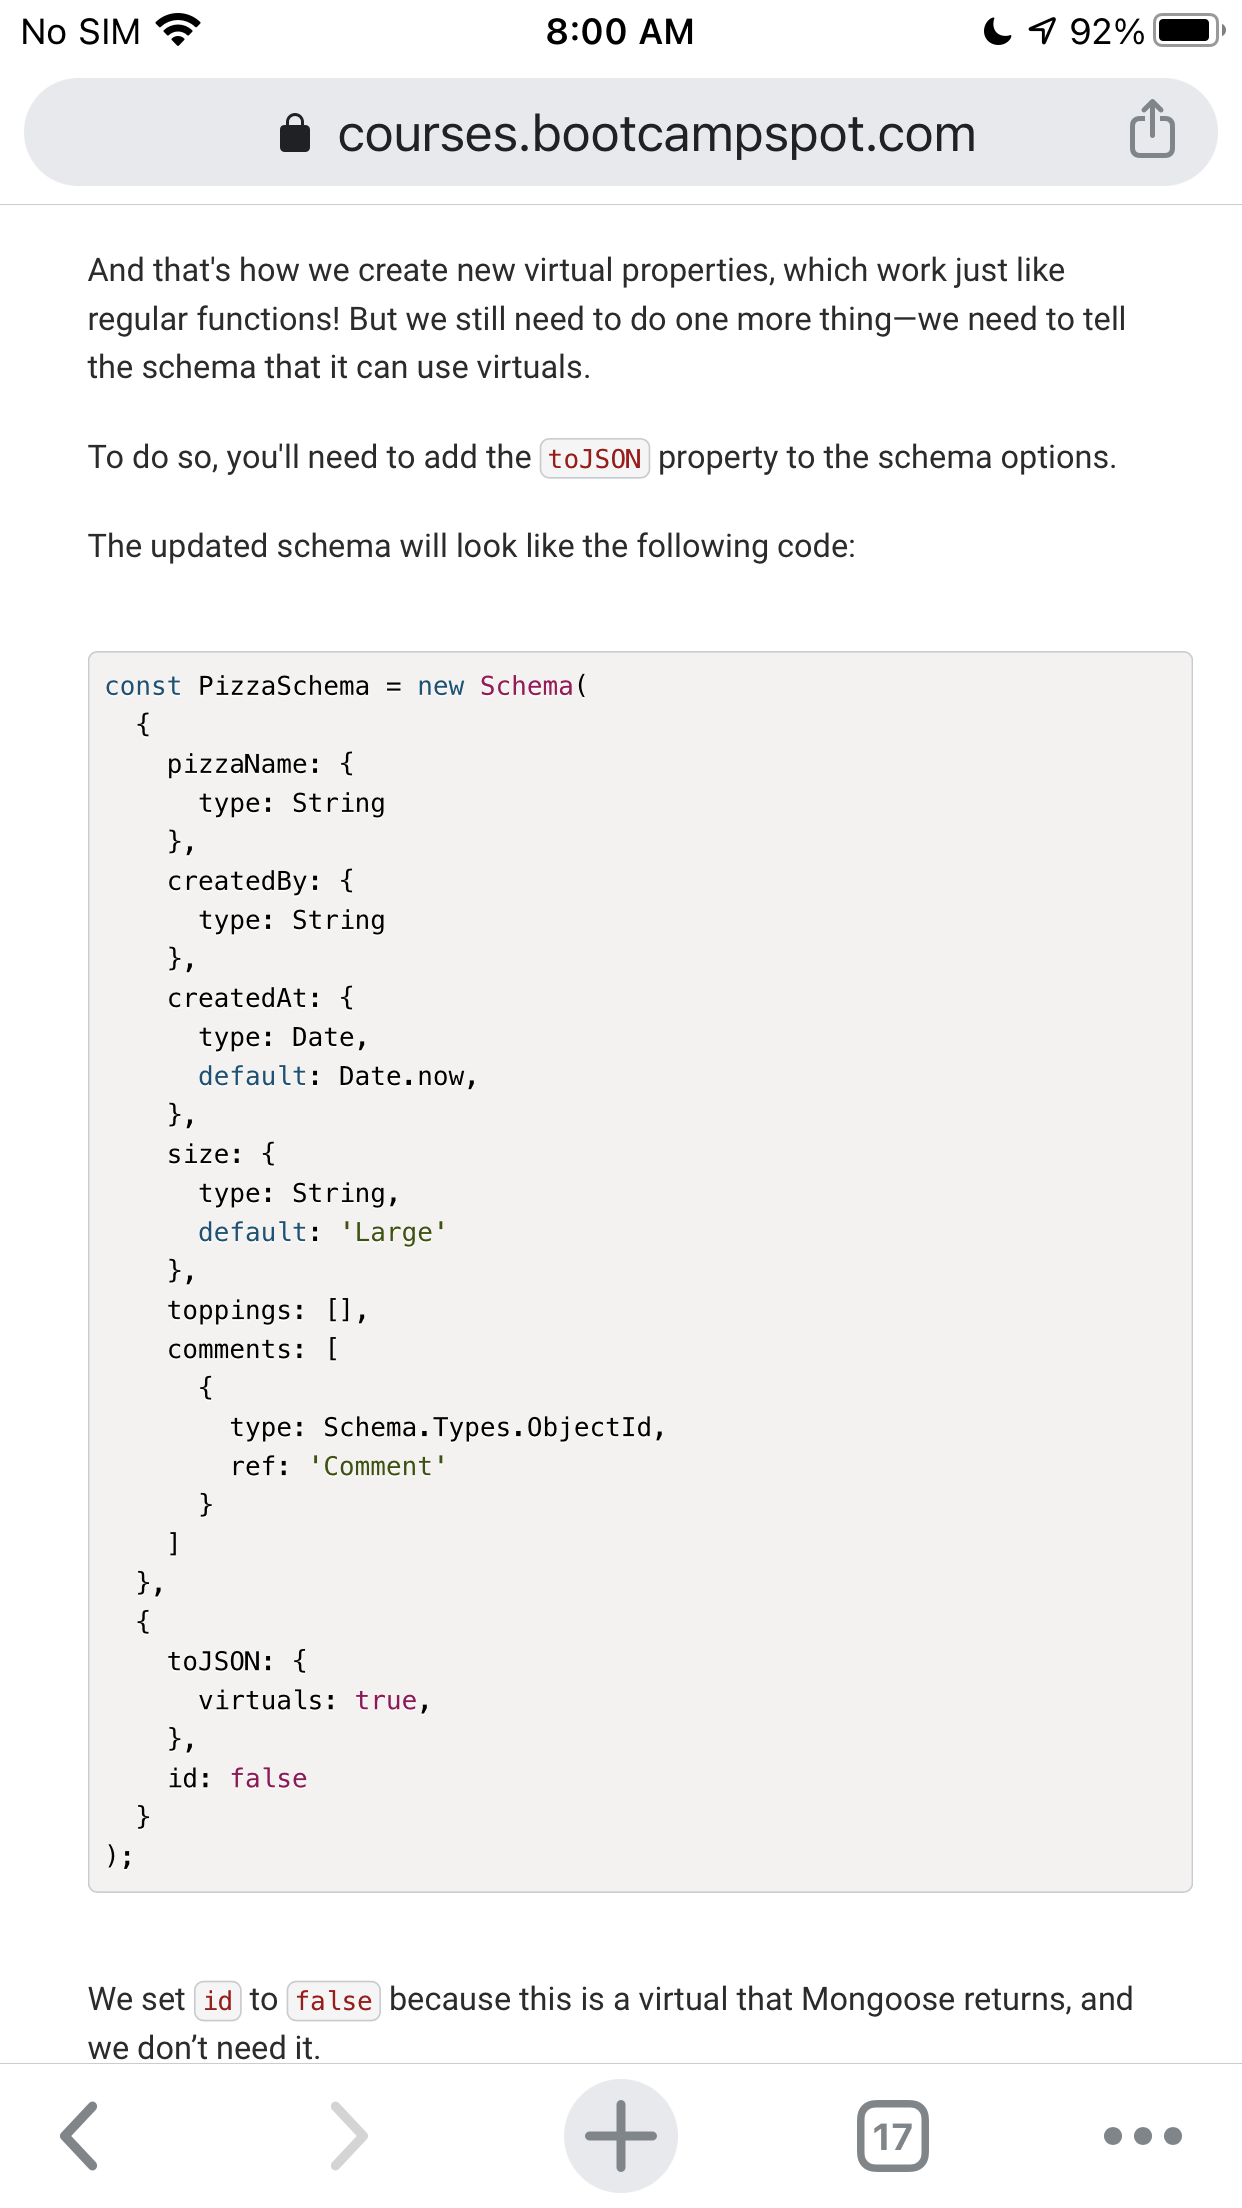 No SIM 8:00 AM 92%
courses.bootcampspot.com
And that's how we create new virtual properties, which work just like
regular functions! But we still need to do one more thing—we need to tell
the schema that it can use virtuals.
To do so, you'll need to add the toJSON property to the schema options.
The updated schema will look like the following code:
const PizzaSchema = new Schema(
  {
    pizzaName: {
      type: String
    },
    createdBy: {
      type: String
    },
    createdAt: {
      type: Date,
      default: Date.now,
    },
    size: {
      type: String,
      default: 'Large'
    },
    toppings: [],
    comments: [
      {
        type: Schema.Types.ObjectId,
        ref: 'Comment'
      }
    ]
  },
  {
    toJSON: {
      virtuals: true,
    },
    id: false
  }
);
We set id to false because this is a virtual that Mongoose returns, and
we don’t need it.
17